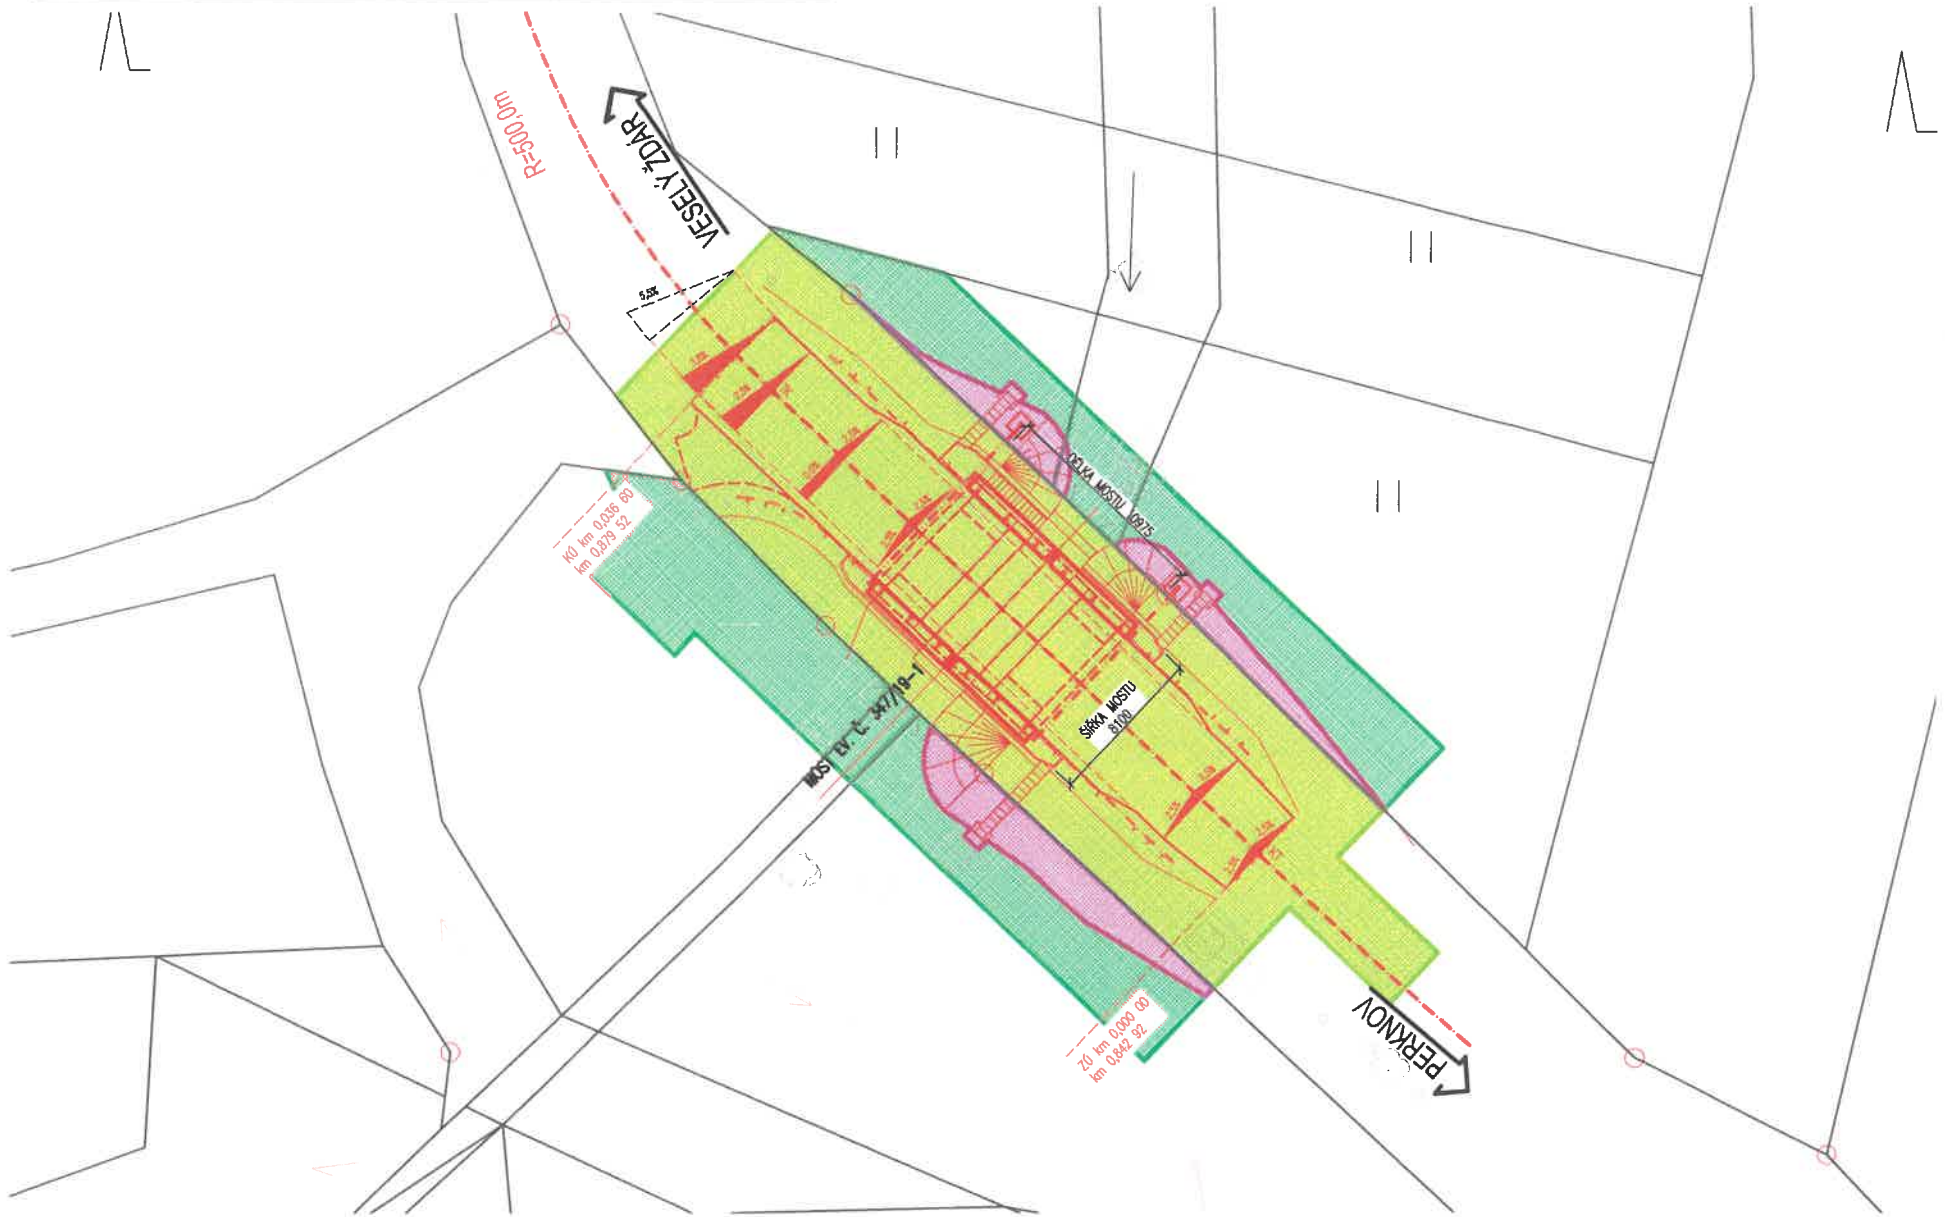 R=500,0m
VESELÝ ŽDÁR
5,5%
KÚ km 0,036 60
km 0,879 52
DÉLKA MOSTU 10975
MOST EV. Č. 347/19-1
ŠÍŘKA MOSTU
8100
ZÚ km 0,000 00
km 0,842 92
PERKNOV